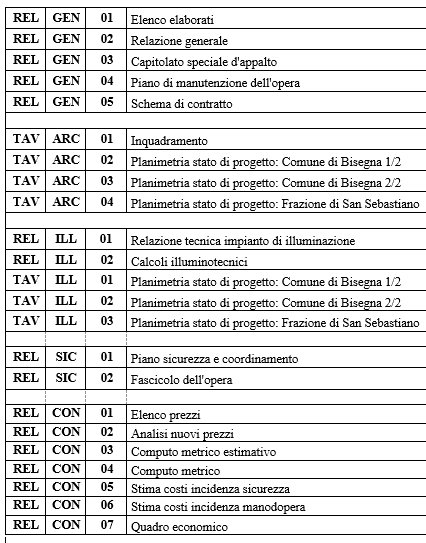 REL GEN 01 Elenco elaborati
REL GEN 02 Relazione generale
REL GEN 03 Capitolato speciale d'appalto
REL GEN 04 Piano di manutenzione dell'opera
REL GEN 05 Schema di contratto
TAV ARC 01 Inquadramento
TAV ARC 02 Planimetria stato di progetto: Comune di Bisegna 1/2
TAV ARC 03 Planimetria stato di progetto: Comune di Bisegna 2/2
TAV ARC 04 Planimetria stato di progetto: Frazione di San Sebastiano
REL ILL 01 Relazione tecnica impianto di illuminazione
REL ILL 02 Calcoli illuminotecnici
TAV ILL 01 Planimetria stato di progetto: Comune di Bisegna 1/2
TAV ILL 02 Planimetria stato di progetto: Comune di Bisegna 2/2
TAV ILL 03 Planimetria stato di progetto: Frazione di San Sebastiano
REL SIC 01 Piano sicurezza e coordinamento
REL SIC 02 Fascicolo dell'opera
REL CON 01 Elenco prezzi
REL CON 02 Analisi nuovi prezzi
REL CON 03 Computo metrico estimativo
REL CON 04 Computo metrico
REL CON 05 Stima costi incidenza sicurezza
REL CON 06 Stima costi incidenza manodopera
REL CON 07 Quadro economico